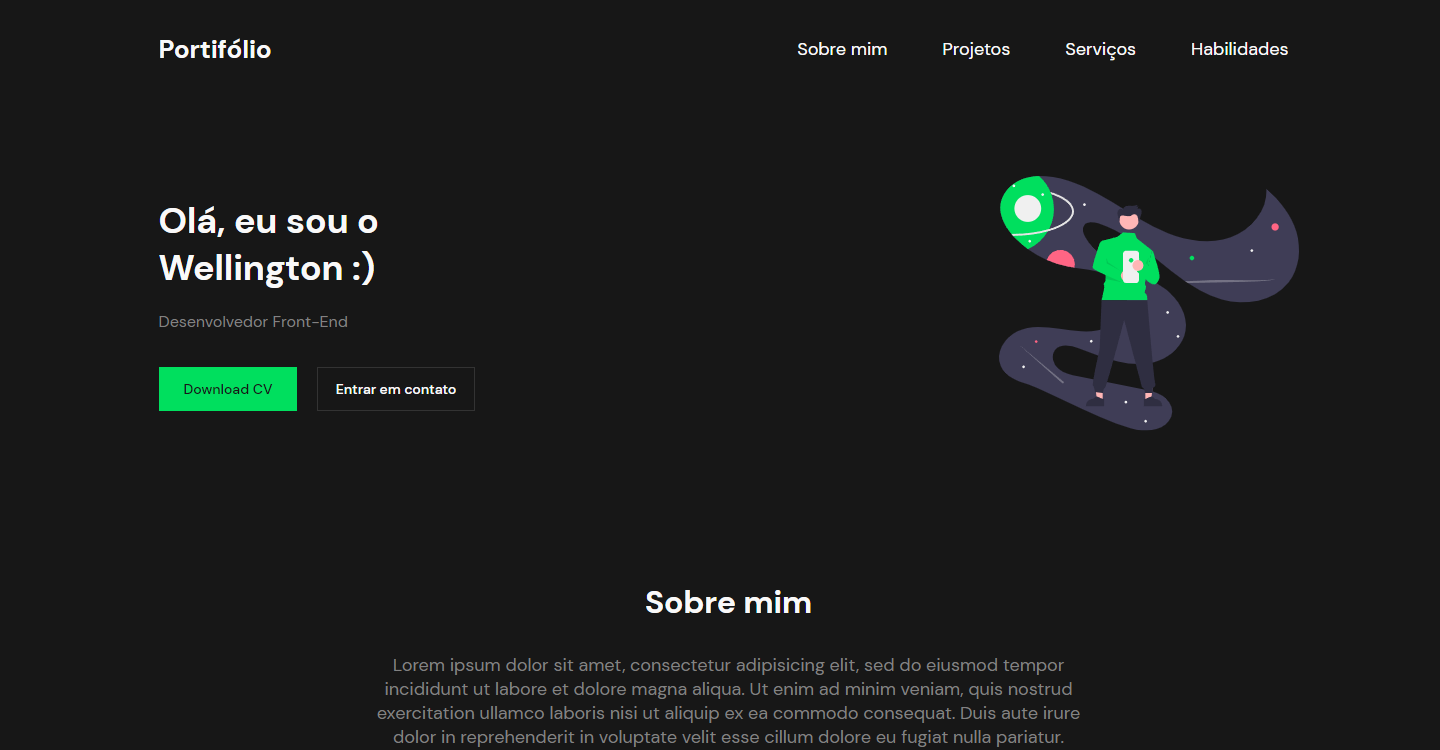 Portifólio
Sobre mim
Projetos
Serviços
Habilidades
Olá, eu sou o
Wellington :)
Desenvolvedor Front-End
Download CV
Entrar em contato
Sobre mim
Lorem ipsum dolor sit amet, consectetur adipisicing elit, sed do eiusmod tempor
incididunt ut labore et dolore magna aliqua. Ut enim ad minim veniam, quis nostrud
exercitation ullamco laboris nisi ut aliquip ex ea commodo consequat. Duis aute irure
dolor in reprehenderit in voluptate velit esse cillum dolore eu fugiat nulla pariatur.